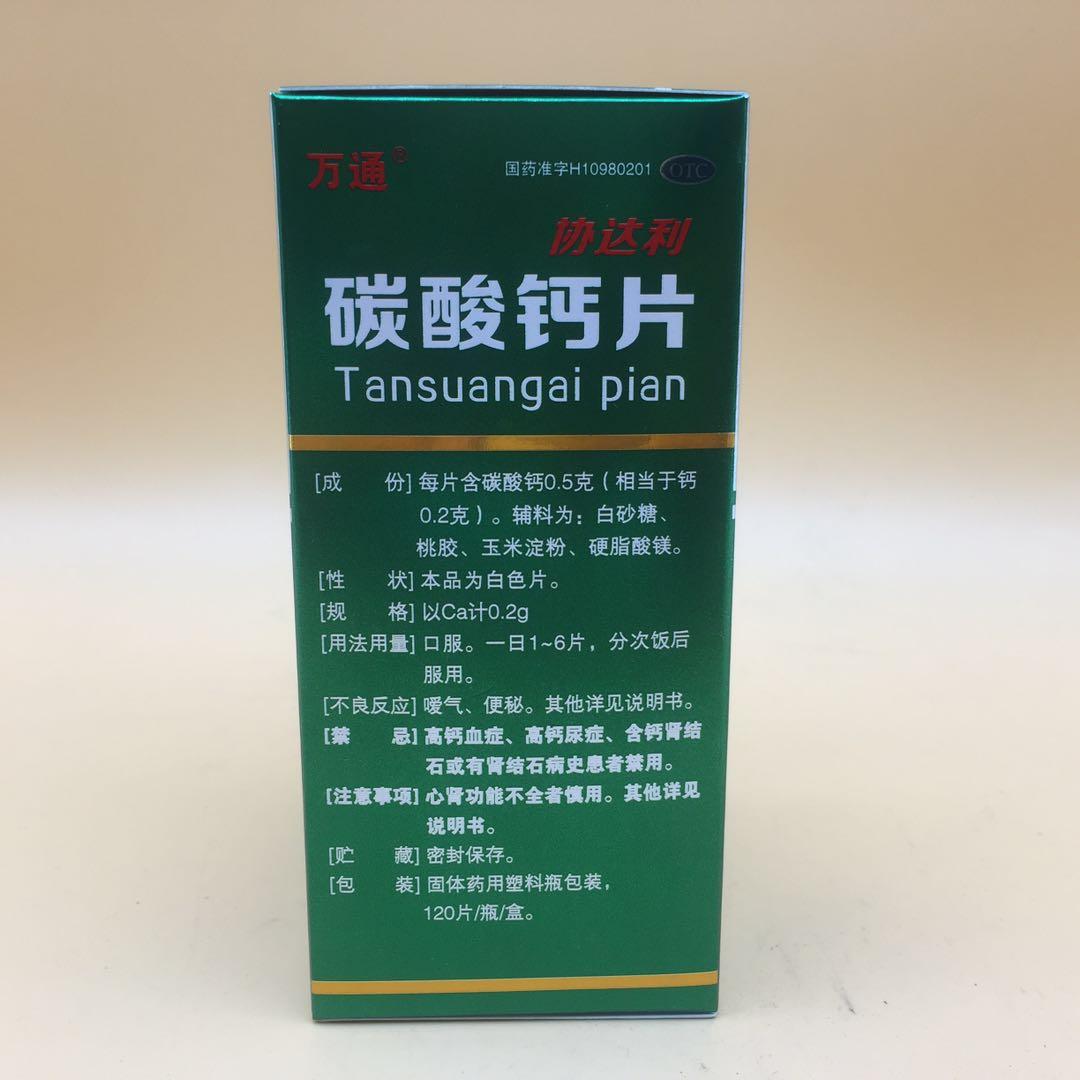 万通®
国药准字H10980201 OTC
协达利
碳酸钙片
Tansuangai pian
[成 份] 每片含碳酸钙0.5克（相当于钙
0.2克）。辅料为：白砂糖、
桃胶、玉米淀粉、硬脂酸镁。
[性 状] 本品为白色片。
[规 格] 以Ca计0.2g
[用法用量] 口服。一日1~6片，分次饭后
服用。
[不良反应] 嗳气、便秘。其他详见说明书。
[禁 忌] 高钙血症、高钙尿症、含钙肾结
石或有肾结石病史患者禁用。
[注意事项] 心肾功能不全者慎用。其他详见
说明书。
[贮 藏] 密封保存。
[包 装] 固体药用塑料瓶包装，
120片/瓶/盒。